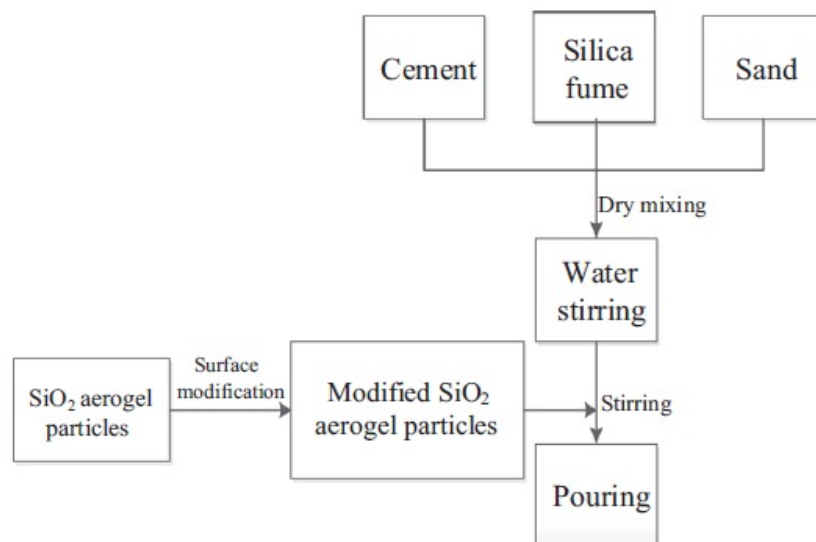 Cement
Silica
fume
Sand
Dry mixing
Water
stirring
SiO₂ aerogel
particles
Surface
modification
Modified SiO₂
aerogel particles
Stirring
Pouring